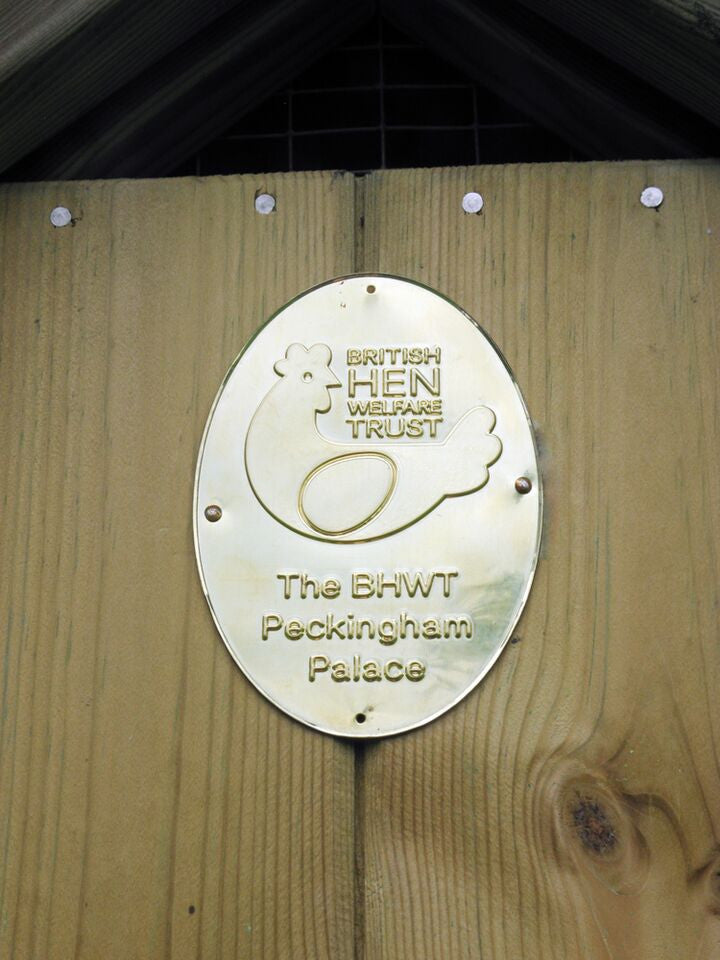 BRITISH
HEN
WELFARE
TRUST
The BHWT
Peckingham
Palace